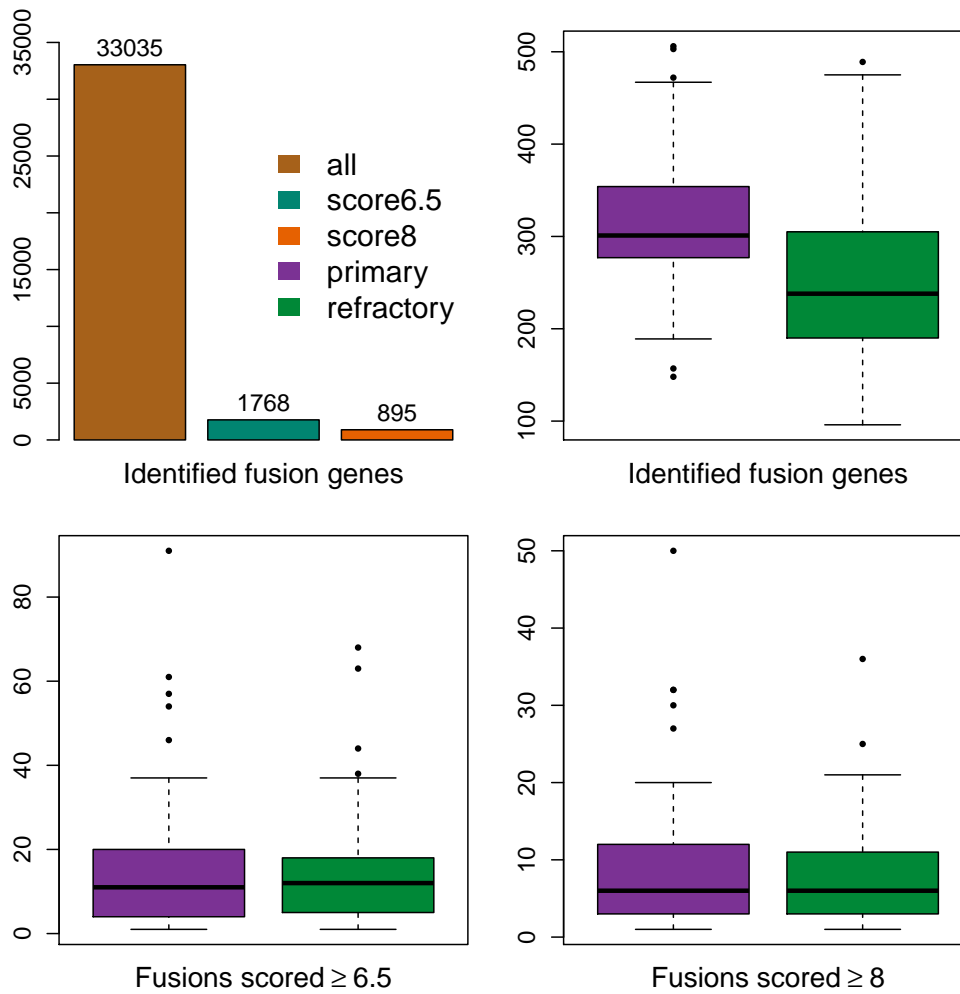 33035
35000
25000
15000
5000
0
1768
895
all
score6.5
score8
primary
refractory
Identified fusion genes
500
400
300
200
100
Identified fusion genes
80
60
40
20
0
Fusions scored ≥ 6.5
50
40
30
20
10
0
Fusions scored ≥ 8